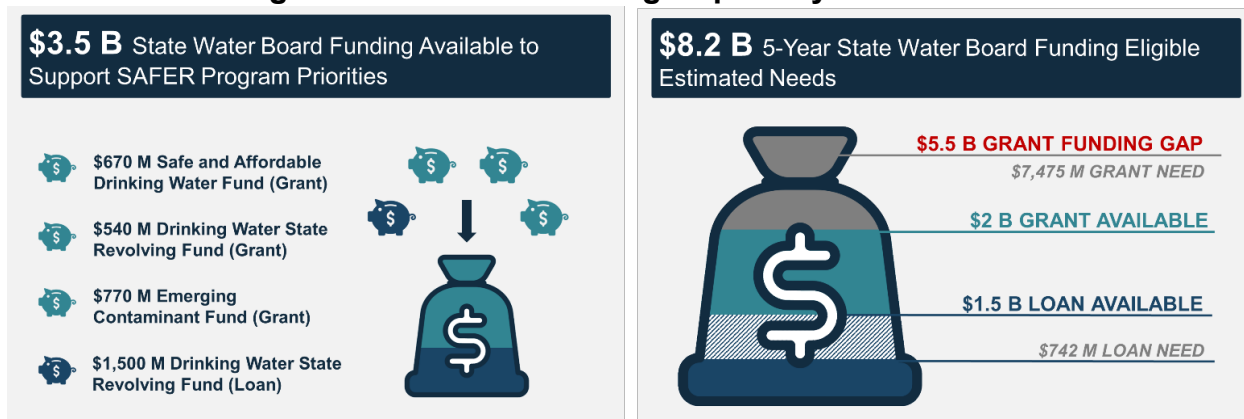 $3.5 B State Water Board Funding Available to
Support SAFER Program Priorities
$670 M Safe and Affordable
Drinking Water Fund (Grant)
$540 M Drinking Water State
Revolving Fund (Grant)
$770 M Emerging
Contaminant Fund (Grant)
$1,500 M Drinking Water State
Revolving Fund (Loan)
$
$
$
$
$
$
$
$
$
$8.2 B 5-Year State Water Board Funding Eligible
Estimated Needs
$5.5 B GRANT FUNDING GAP
$7,475 M GRANT NEED
$2 B GRANT AVAILABLE
$1.5 B LOAN AVAILABLE
$742 M LOAN NEED
$